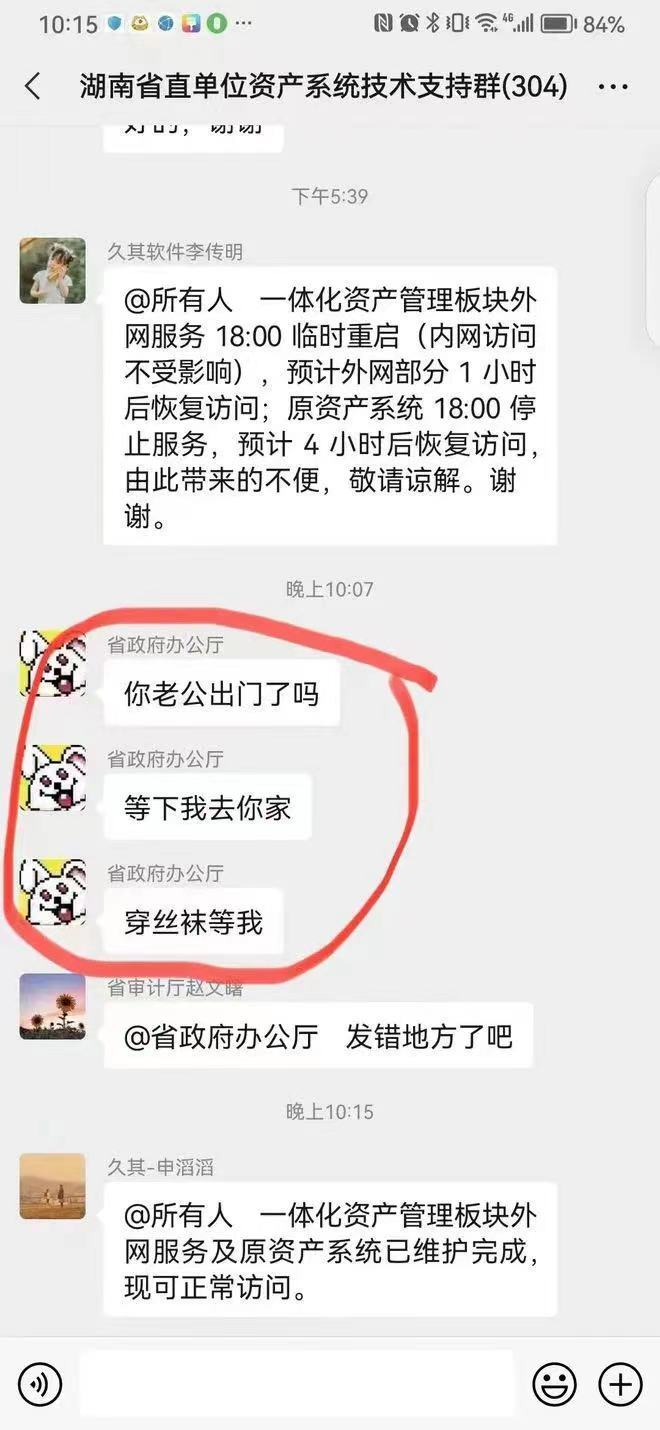 10:15
4G
84%
湖南省直单位资产系统技术支持群(304)
好的，谢谢
下午5:39
久其软件李传明
@所有人 一体化资产管理板块外
网服务 18:00 临时重启（内网访问
不受影响），预计外网部分 1 小时
后恢复访问；原资产系统 18:00 停
止服务，预计 4 小时后恢复访问，
由此带来的不便，敬请谅解。谢
谢。
晚上10:07
省政府办公厅
你老公出门了吗
省政府办公厅
等下我去你家
省政府办公厅
穿丝袜等我
省审计厅赵文曙
@省政府办公厅 发错地方了吧
晚上10:15
久其-申滔滔
@所有人 一体化资产管理板块外
网服务及原资产系统已维护完成，
现可正常访问。